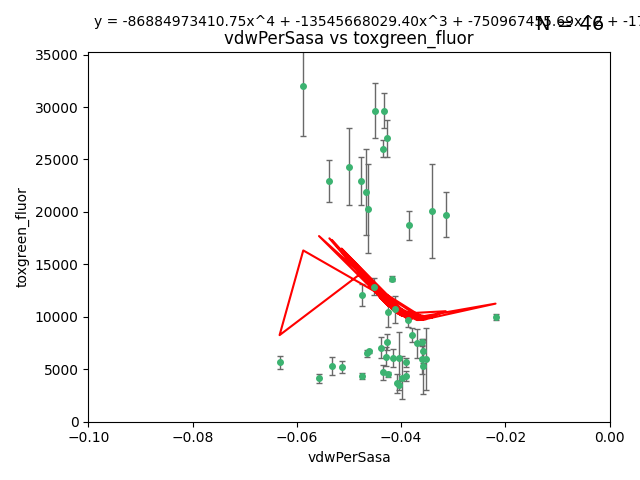 y = -86884973410.75x^4 + -13545668029.40x^3 + -750967455.69x^2 + -17
N = 46
vdwPerSasa vs toxgreen_fluor
35000
30000
25000
20000
15000
10000
5000
0
toxgreen_fluor
−0.10 −0.08 −0.06 −0.04 −0.02 0.00
vdwPerSasa